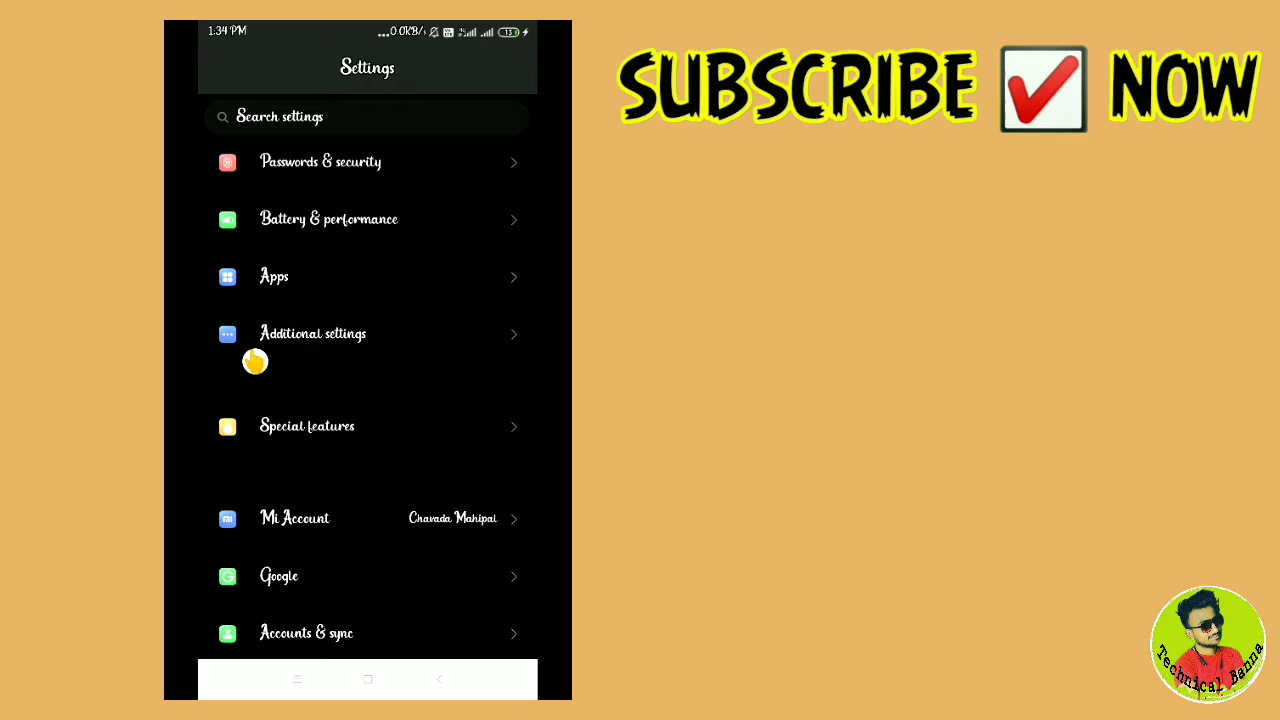 1:34 PM ...0.0KB/s 13
SUBSCRIBE NOW
Settings
Search settings
Passwords & security
Battery & performance
Apps
Additional settings
Special features
Mi Account Chavada Mahipal
Google
Accounts & sync
Technical Banna